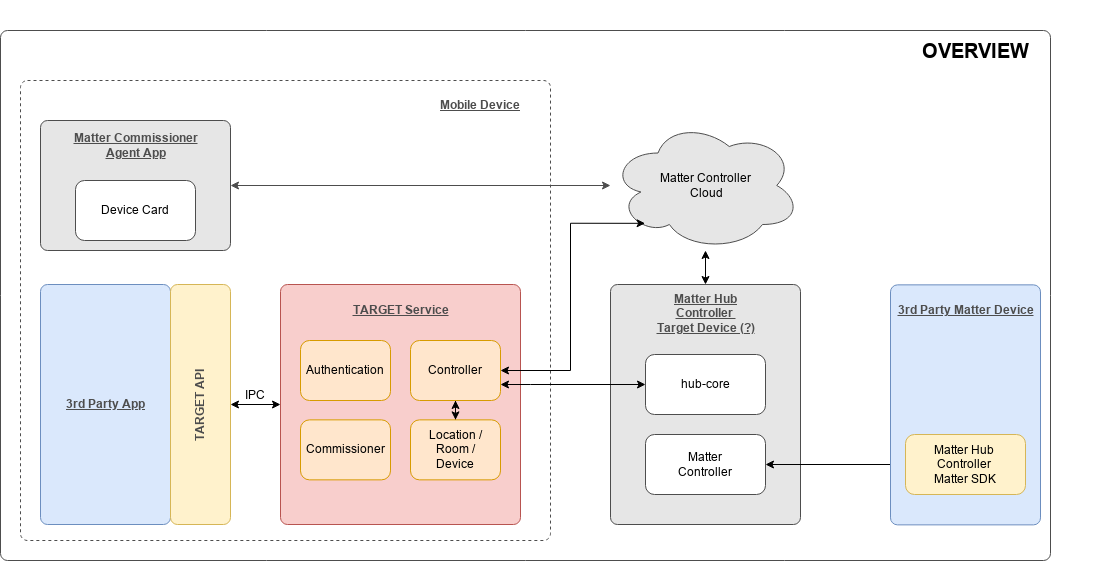 OVERVIEW
Mobile Device
Matter Commissioner
Agent App
Device Card
Matter Controller
Cloud
3rd Party App
TARGET API
IPC
TARGET Service
Authentication
Controller
Commissioner
Location /
Room /
Device
Matter Hub
Controller
Target Device (?)
hub-core
Matter
Controller
3rd Party Matter Device
Matter Hub
Controller
Matter SDK